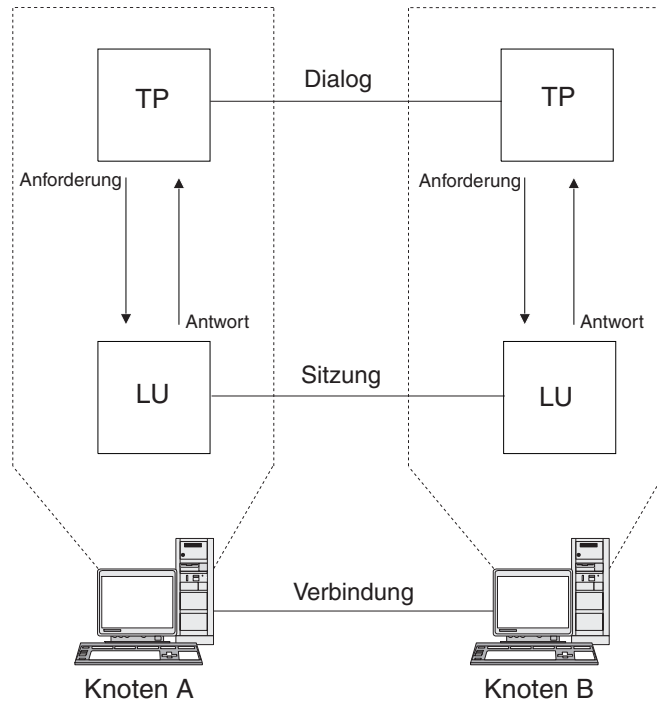 TP
Dialog
TP
Anforderung
Anforderung
Antwort
Antwort
LU
Sitzung
LU
Verbindung
Knoten A
Knoten B